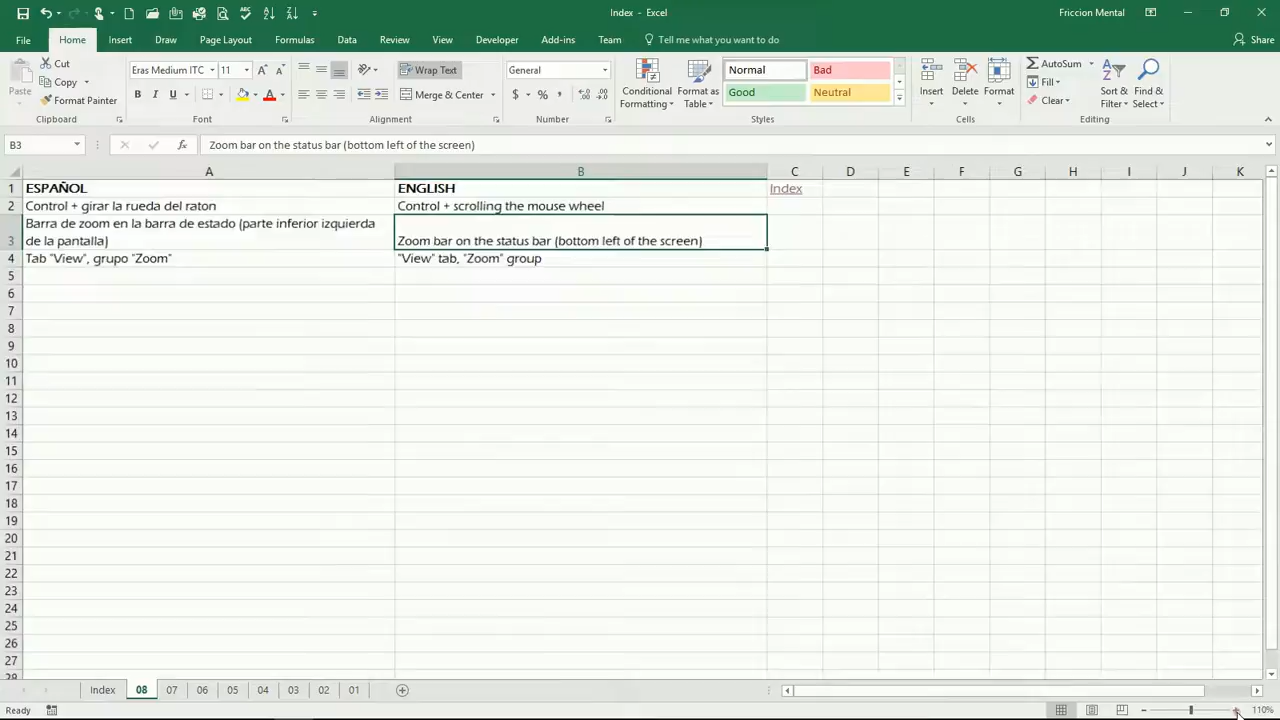 Index - Excel
Friccion Mental
File Home Insert Draw Page Layout Formulas Data Review View Developer Add-ins Team Tell me what you want to do Share
Paste
Cut
Copy
Format Painter
Clipboard
Eras Medium ITC 11
B I U
Font
Wrap Text
Merge & Center
Alignment
General
$ % ,
Number
Conditional
Formatting
Format as
Table
Normal Bad
Good Neutral
Styles
Insert Delete Format
Cells
AutoSum
Fill
Clear
Sort &
Filter
Find &
Select
Editing
B3 fx Zoom bar on the status bar (bottom left of the screen)
A B C D E F G H I J K
1 ESPAÑOL ENGLISH Index
2 Control + girar la rueda del raton Control + scrolling the mouse wheel
3 Barra de zoom en la barra de estado (parte inferior izquierda
de la pantalla) Zoom bar on the status bar (bottom left of the screen)
4 Tab "View", grupo "Zoom" "View" tab, "Zoom" group
5
6
7
8
9
10
11
12
13
14
15
16
17
18
19
20
21
22
23
24
25
26
27
28
Index 08 07 06 05 04 03 02 01
Ready 110%